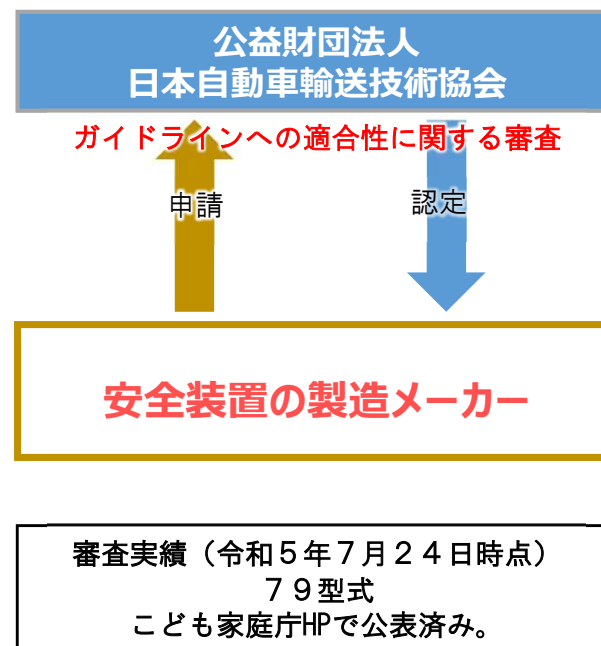 公益財団法人
日本自動車輸送技術協会
ガイドラインへの適合性に関する審査
申請
認定
安全装置の製造メーカー
審査実績（令和５年７月２４日時点）
７９型式
こども家庭庁HPで公表済み。